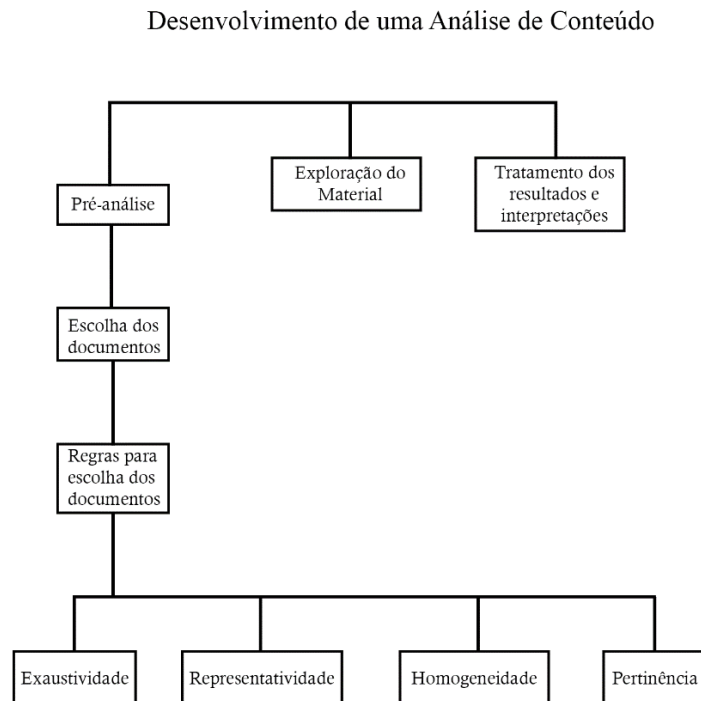 Desenvolvimento de uma Análise de Conteúdo
Pré-análise
Exploração do
Material
Tratamento dos
resultados e
interpretações
Escolha dos
documentos
Regras para
escolha dos
documentos
Exaustividade
Representatividade
Homogeneidade
Pertinência